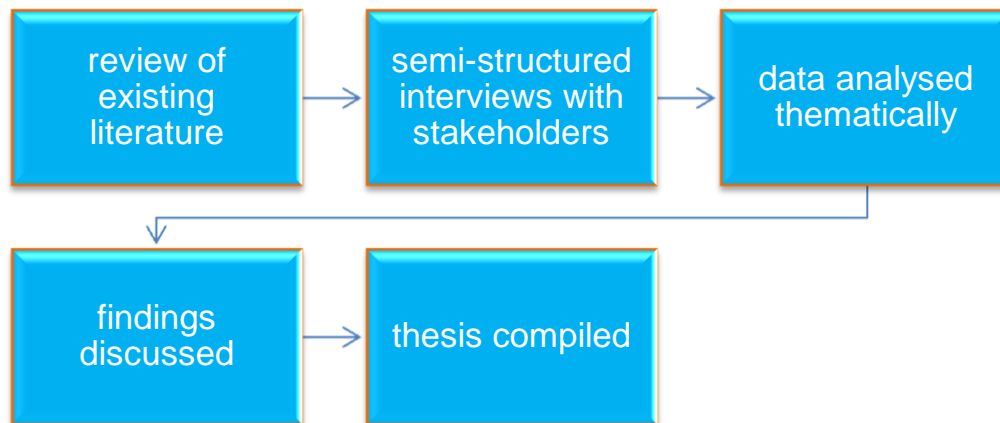 review of
existing
literature
semi-structured
interviews with
stakeholders
data analysed
thematically
findings
discussed
thesis compiled